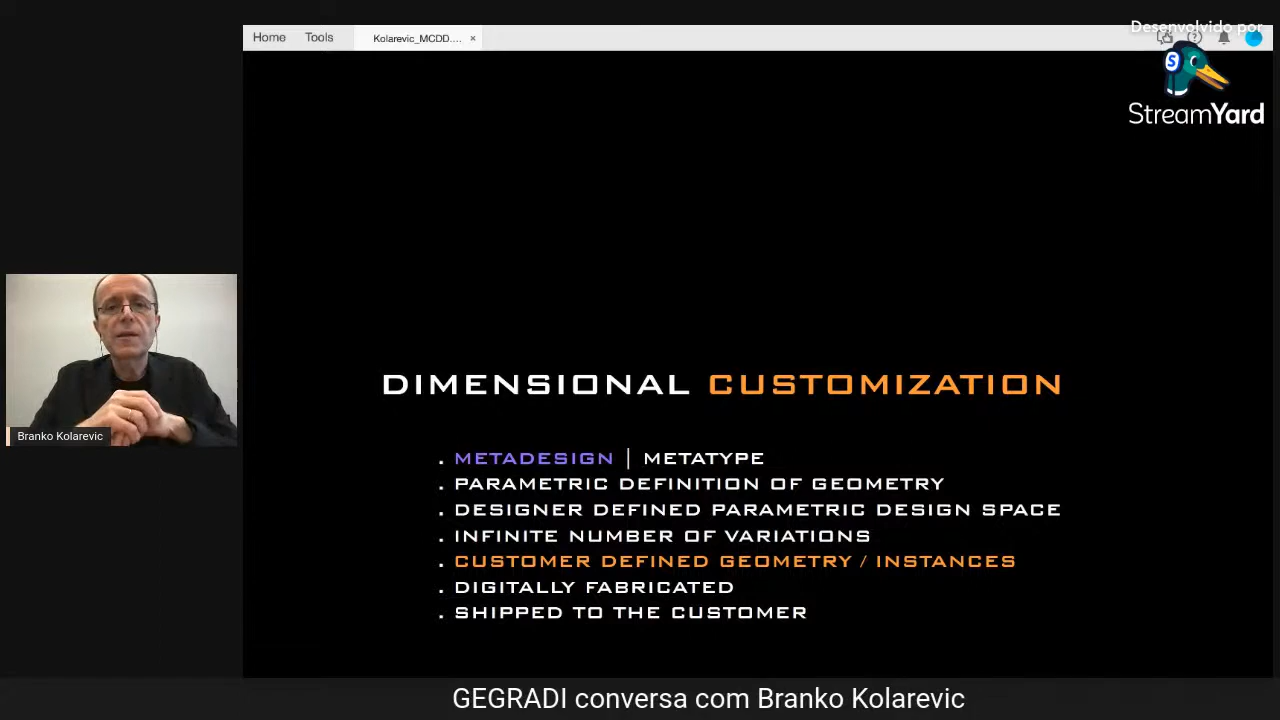 Home Tools Kolarevic_MCDD.... ×
Desenvolvido por
StreamYard
DIMENSIONAL CUSTOMIZATION
. METADESIGN | METATYPE
. PARAMETRIC DEFINITION OF GEOMETRY
. DESIGNER DEFINED PARAMETRIC DESIGN SPACE
. INFINITE NUMBER OF VARIATIONS
. CUSTOMER DEFINED GEOMETRY / INSTANCES
. DIGITALLY FABRICATED
. SHIPPED TO THE CUSTOMER
Branko Kolarevic
GEGRADI conversa com Branko Kolarevic